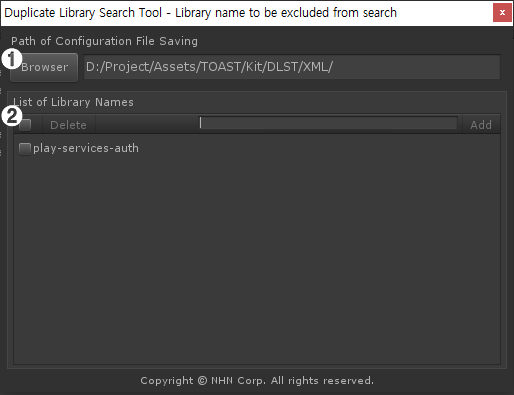 Duplicate Library Search Tool - Library name to be excluded from search
x
Path of Configuration File Saving
1 Browser D:/Project/Assets/TOAST/Kit/DLST/XML/
List of Library Names
2 Delete Add
play-services-auth
Copyright © NHN Corp. All rights reserved.